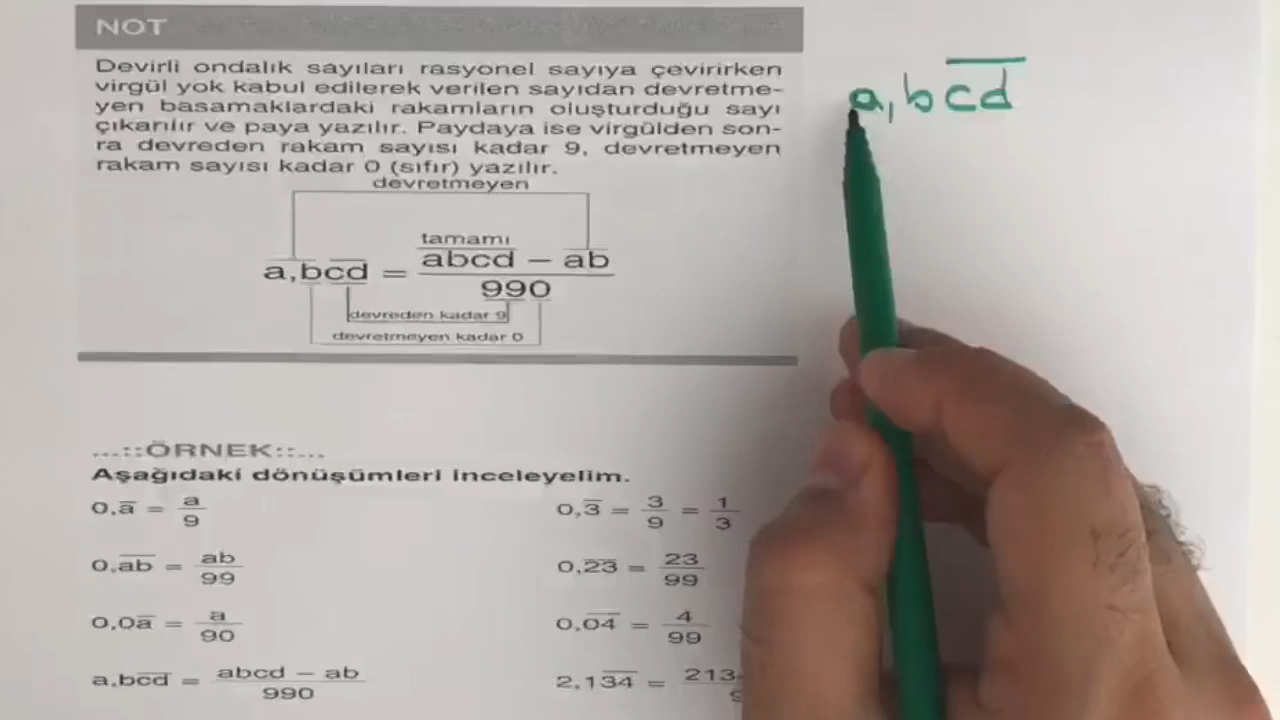 NOT
Devirli ondalık sayıları rasyonel sayıya çevirirken
virgül yok kabul edilerek verilen sayıdan devretme-
yen basamaklardaki rakamların oluşturduğu sayı
çıkarılır ve paya yazılır. Paydaya ise virgülden son-
ra devreden rakam sayısı kadar 9, devretmeyen
rakam sayısı kadar 0 (sıfır) yazılır.
devretmeyen
tamamı
a,bc̅d̅ = abcd − ab / 990
devreden kadar 9
devretmeyen kadar 0
a,bc̅d̅
...::ÖRNEK::...
Aşağıdaki dönüşümleri inceleyelim.
0,a̅ = a/9
0,3̅ = 3/9 = 1/3
0,a̅b̅ = ab/99
0,2̅3̅ = 23/99
0,0a̅ = a/90
0,0̅4̅ = 4/99
a,bc̅d̅ = abcd − ab / 990
2,13̅4̅ = 213